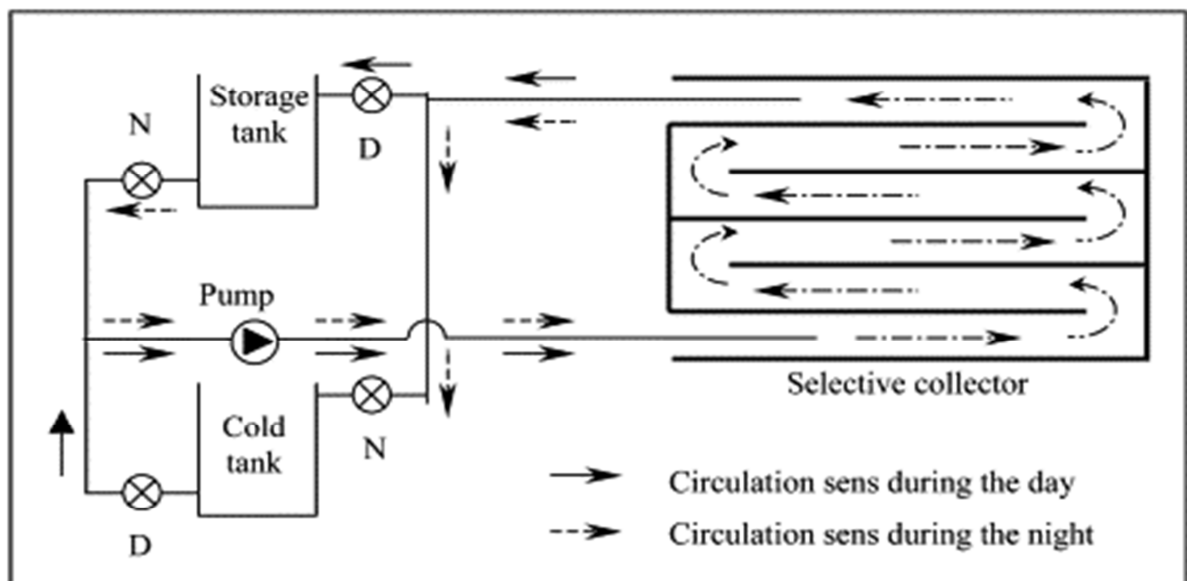 Storage
tank
N
D
Pump
Selective collector
Cold
tank
N
D
Circulation sens during the day
Circulation sens during the night